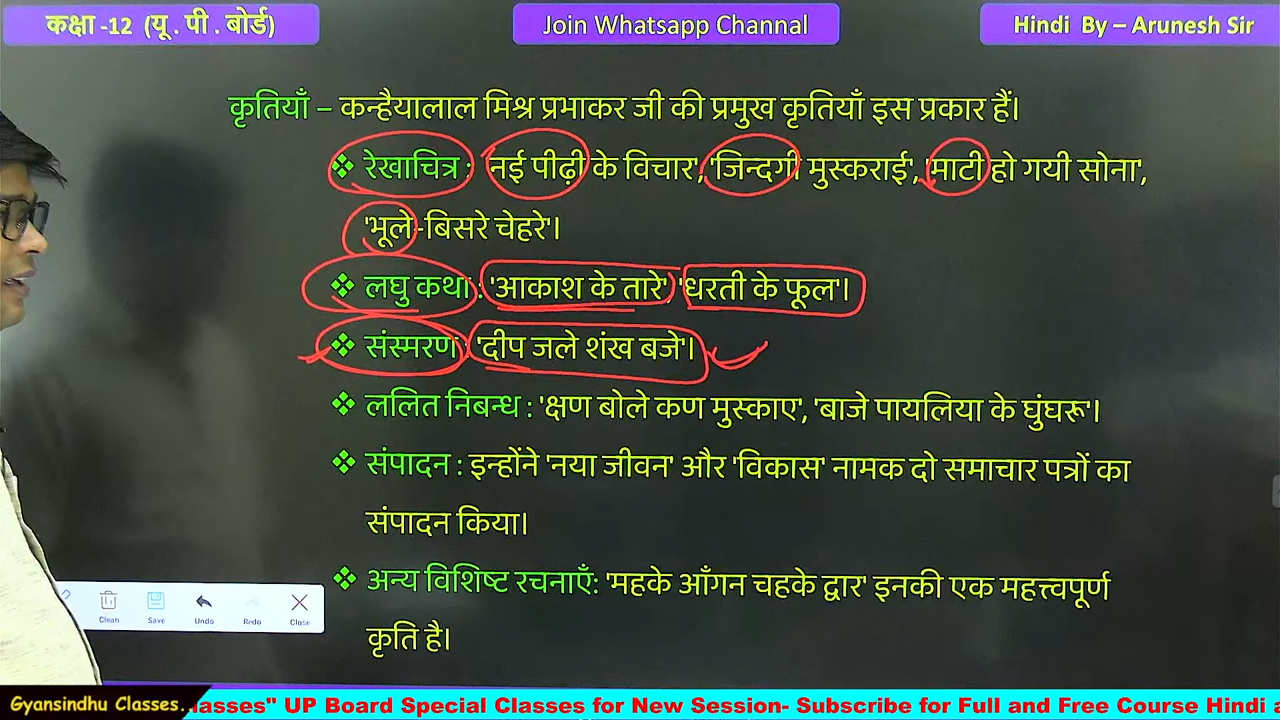 कक्षा -12 (यू . पी . बोर्ड)
Join Whatsapp Channal
Hindi By – Arunesh Sir
कृतियाँ – कन्हैयालाल मिश्र प्रभाकर जी की प्रमुख कृतियाँ इस प्रकार हैं।
❖ रेखाचित्र : 'नई पीढ़ी के विचार', 'जिन्दगी मुस्कराई', 'माटी हो गयी सोना',
'भूले-बिसरे चेहरे'।
❖ लघु कथा : 'आकाश के तारे', 'धरती के फूल'।
❖ संस्मरण : 'दीप जले शंख बजे'।
❖ ललित निबन्ध : 'क्षण बोले कण मुस्काए', 'बाजे पायलिया के घुंघरू'।
❖ संपादन : इन्होंने 'नया जीवन' और 'विकास' नामक दो समाचार पत्रों का
संपादन किया।
❖ अन्य विशिष्ट रचनाएँ: 'महके आँगन चहके द्वार' इनकी एक महत्त्वपूर्ण
कृति है।
Clean Save Undo Redo Close
Gyansindhu Classes.
lasses" UP Board Special Classes for New Session- Subscribe for Full and Free Course Hindi